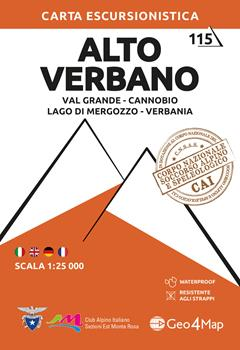 CARTA ESCURSIONISTICA
115
ALTO
VERBANO
VAL GRANDE - CANNOBIO
LAGO DI MERGOZZO - VERBANIA
CORPO NAZIONALE
SOCCORSO ALPINO
E SPELEOLOGICO
CAI
SCALA 1:25 000
WATERPROOF
RESISTENTE
AGLI STRAPPI
Club Alpino Italiano
Sezioni Est Monte Rosa
Geo4Map